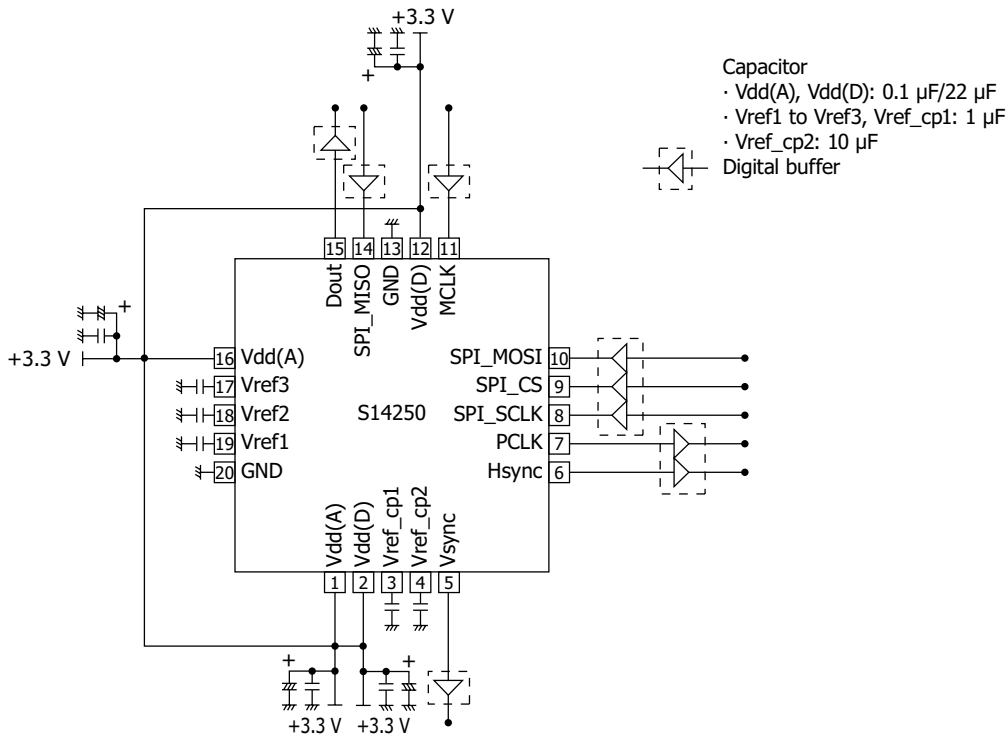 +3.3 V
Capacitor
· Vdd(A), Vdd(D): 0.1 µF/22 µF
· Vref1 to Vref3, Vref_cp1: 1 µF
· Vref_cp2: 10 µF
Digital buffer
+
15 14 13 12 11
Dout
SPI_MISO
GND
Vdd(D)
MCLK
+
+3.3 V
16 Vdd(A)
17 Vref3
18 Vref2
19 Vref1
20 GND
S14250
SPI_MOSI 10
SPI_CS 9
SPI_SCLK 8
PCLK 7
Hsync 6
Vdd(A)
Vdd(D)
Vref_cp1
Vref_cp2
Vsync
1 2 3 4 5
+
+
+3.3 V
+3.3 V